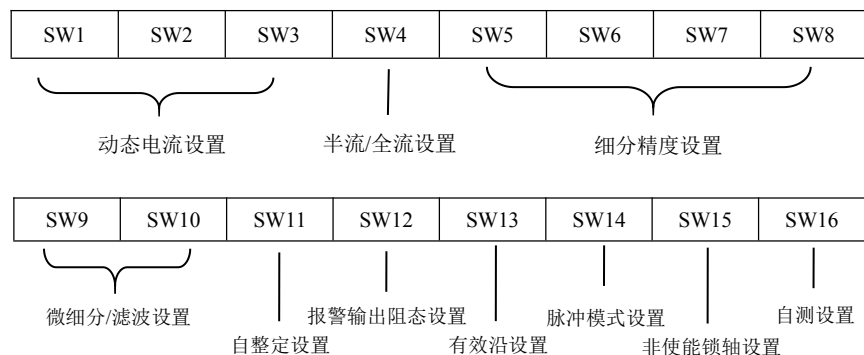 SW1 SW2 SW3 SW4 SW5 SW6 SW7 SW8
动态电流设置 半流/全流设置 细分精度设置
SW9 SW10 SW11 SW12 SW13 SW14 SW15 SW16
微细分/滤波设置 报警输出阻态设置 脉冲模式设置 自测设置
自整定设置 有效沿设置 非使能锁轴设置